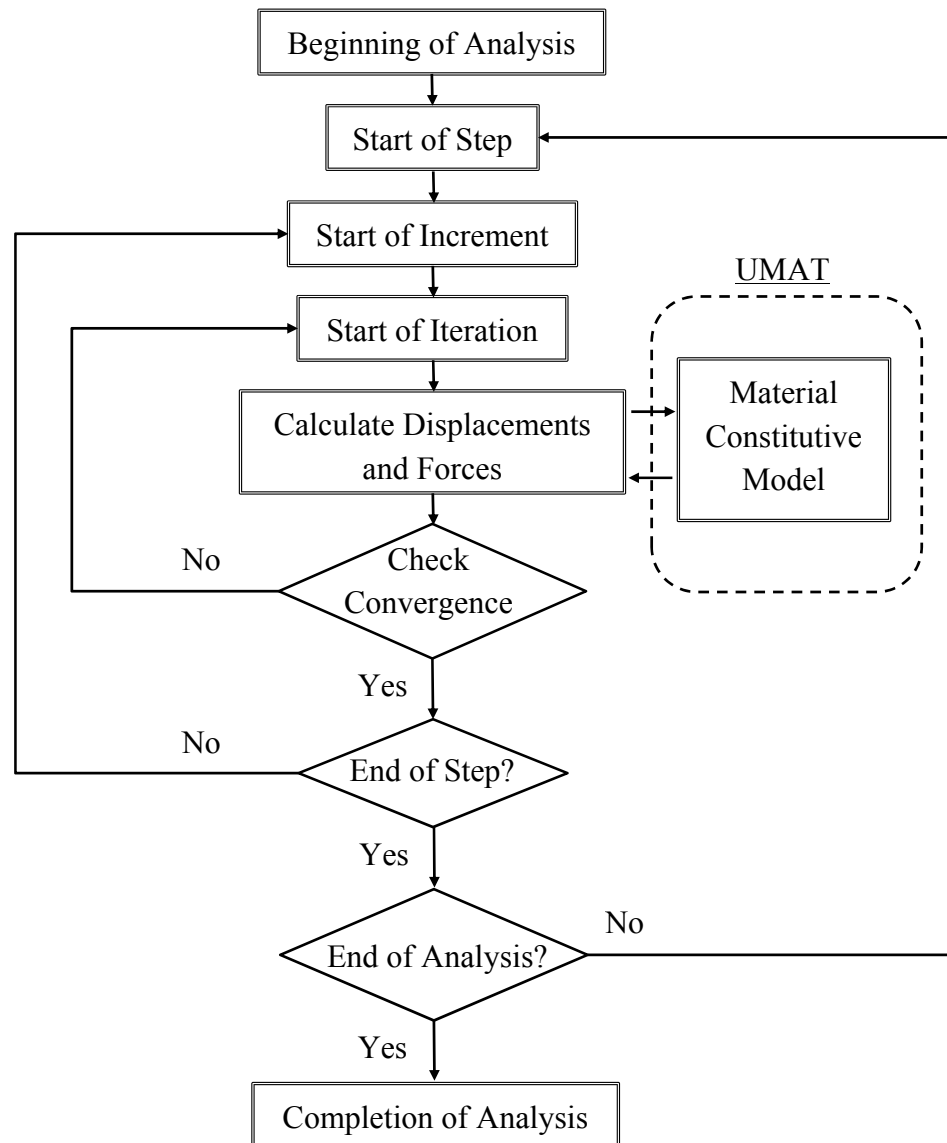 Beginning of Analysis
Start of Step
Start of Increment
UMAT
Start of Iteration
Calculate Displacements
and Forces
Material
Constitutive
Model
No
Check
Convergence
Yes
No
End of Step?
Yes
No
End of Analysis?
Yes
Completion of Analysis